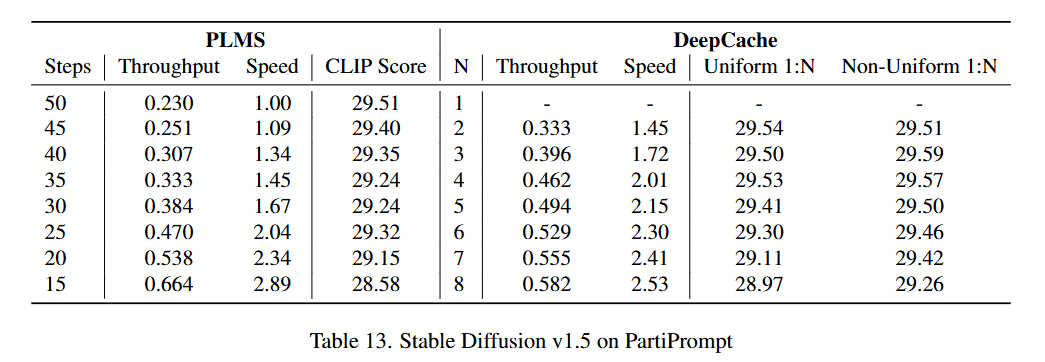 PLMS DeepCache
Steps Throughput Speed CLIP Score N Throughput Speed Uniform 1:N Non-Uniform 1:N
50 0.230 1.00 29.51 1 - - - -
45 0.251 1.09 29.40 2 0.333 1.45 29.54 29.51
40 0.307 1.34 29.35 3 0.396 1.72 29.50 29.59
35 0.333 1.45 29.24 4 0.462 2.01 29.53 29.57
30 0.384 1.67 29.24 5 0.494 2.15 29.41 29.50
25 0.470 2.04 29.32 6 0.529 2.30 29.30 29.46
20 0.538 2.34 29.15 7 0.555 2.41 29.11 29.42
15 0.664 2.89 28.58 8 0.582 2.53 28.97 29.26
Table 13. Stable Diffusion v1.5 on PartiPrompt